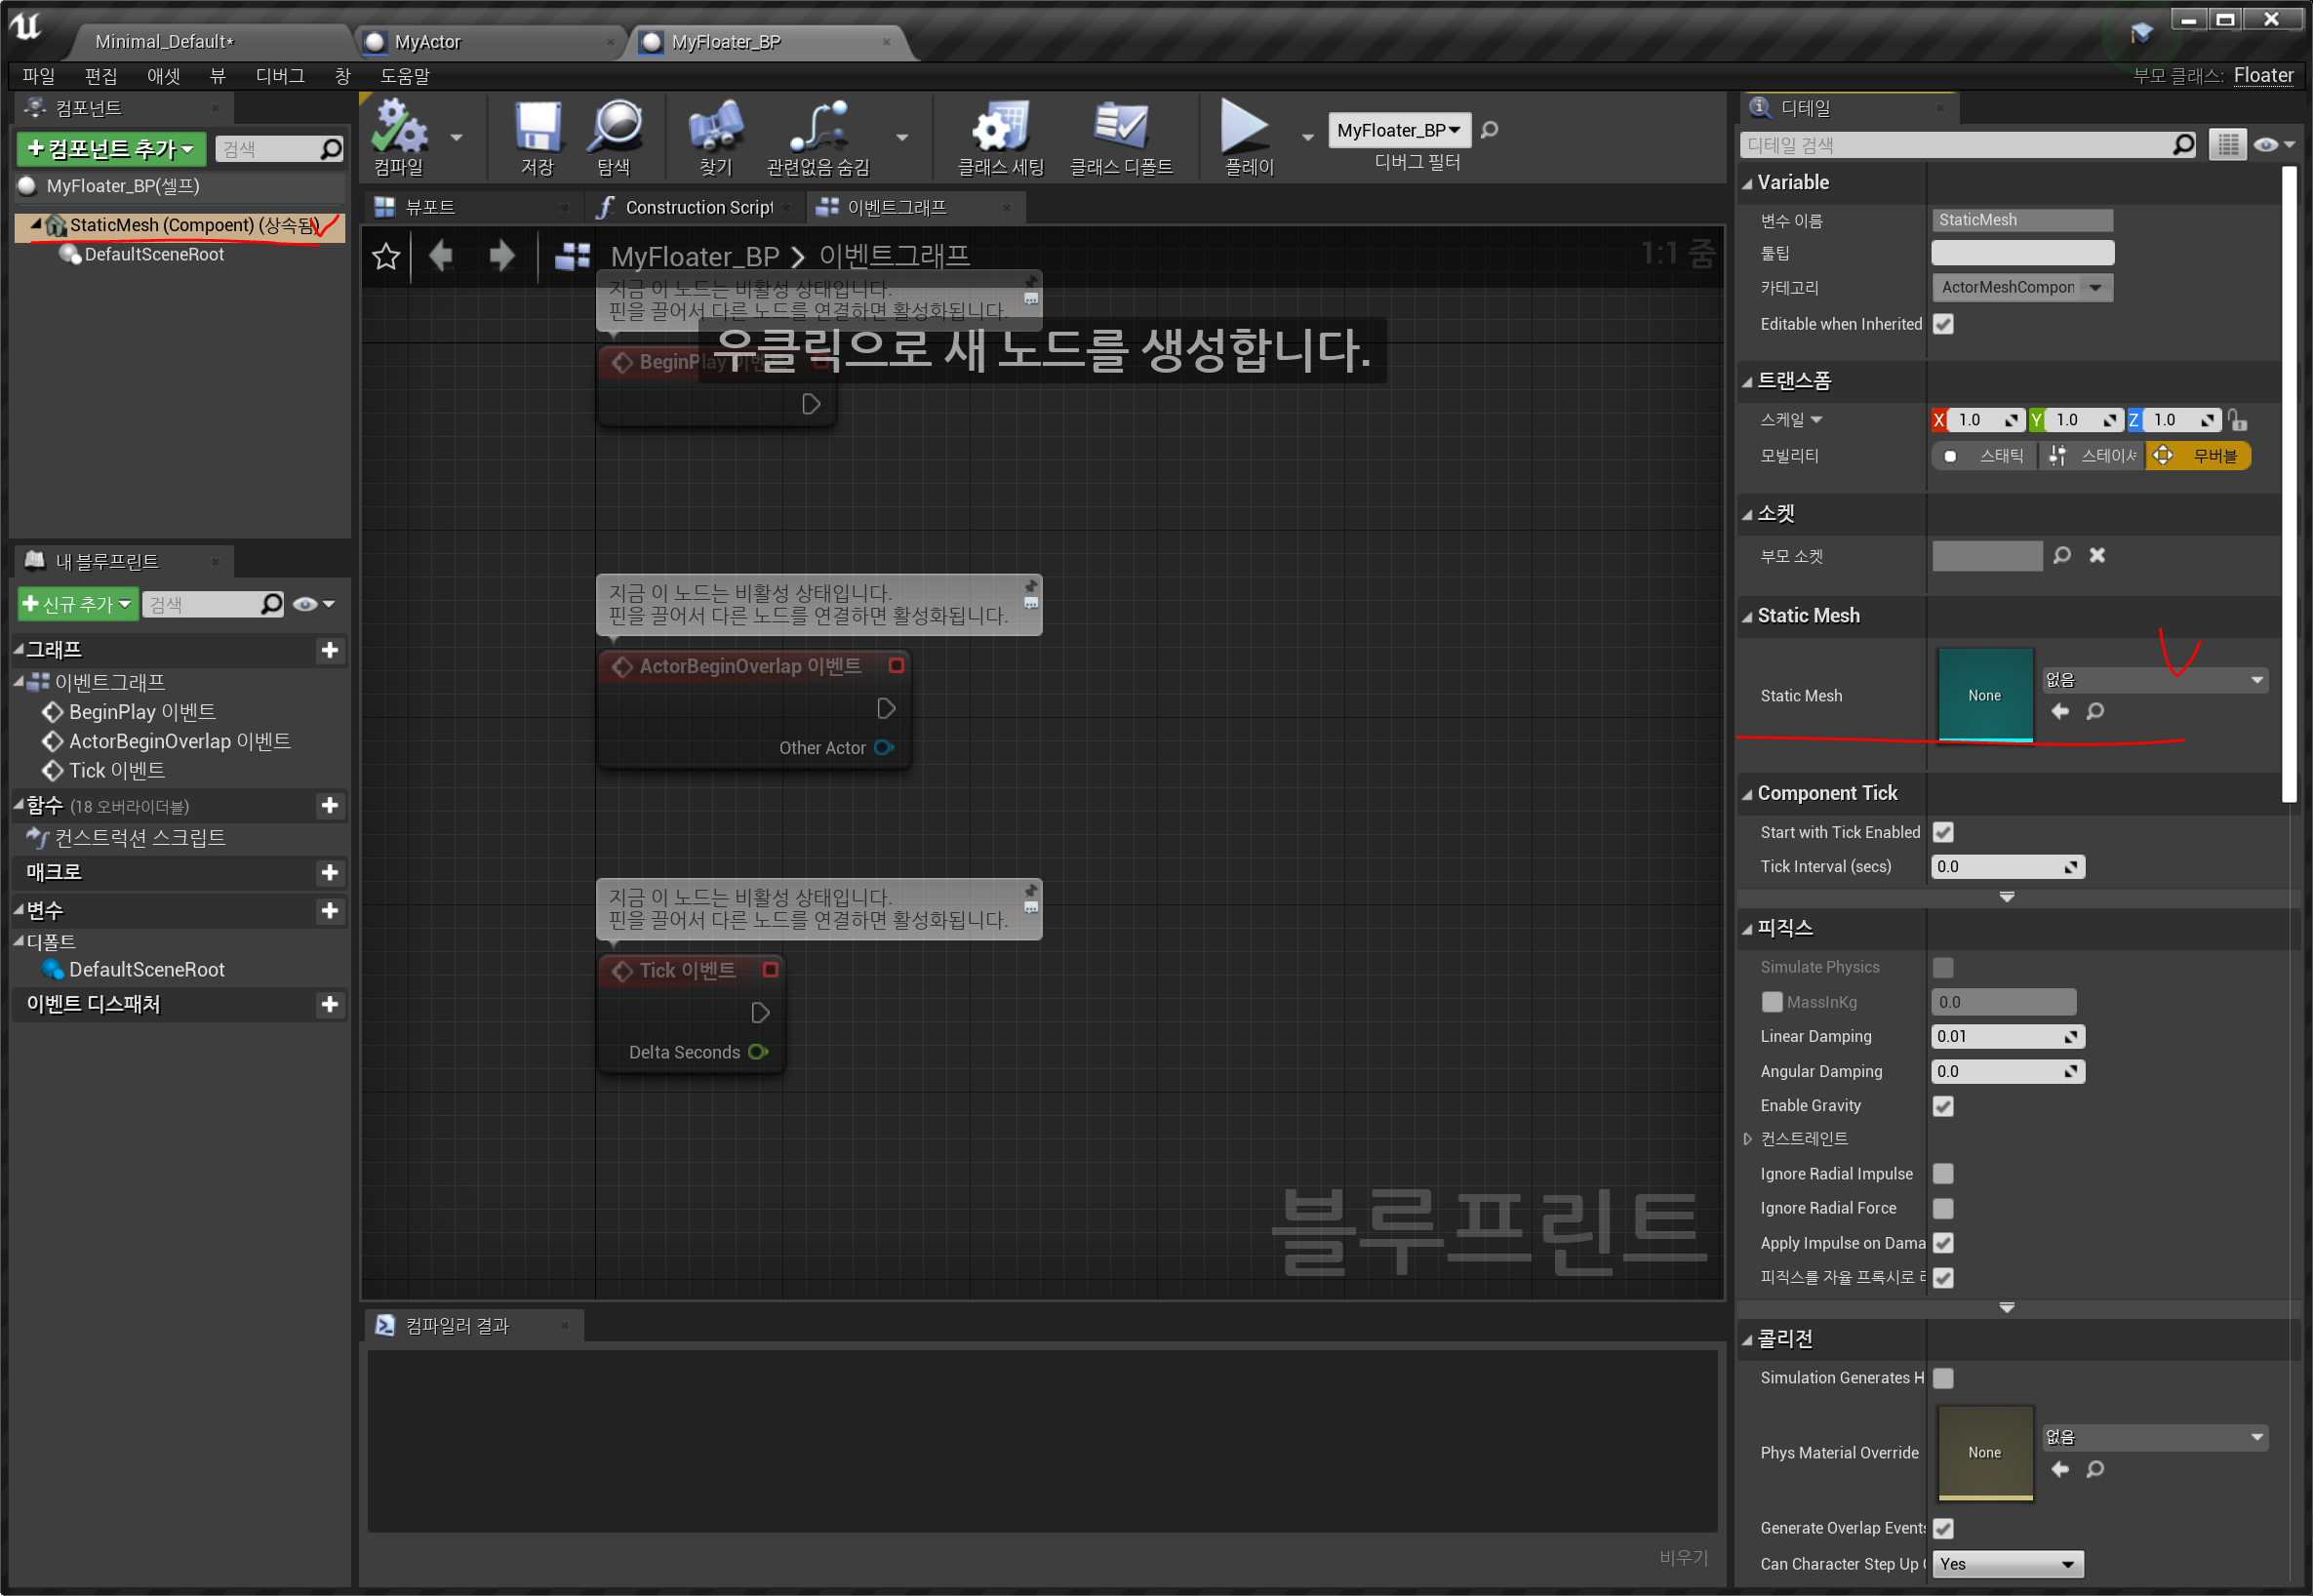 Minimal_Default*
MyActor
MyFloater_BP
파일 편집 애셋 뷰 디버그 창 도움말
부모 클래스: Floater
컴포넌트
+컴포넌트 추가
검색
MyFloater_BP(셀프)
StaticMesh (Compoent) (상속됨)
DefaultSceneRoot
컴파일
저장
탐색
찾기
관련없음 숨김
클래스 세팅
클래스 디폴트
플레이
MyFloater_BP
디버그 필터
뷰포트
Construction Script
이벤트그래프
MyFloater_BP > 이벤트그래프
1:1 줌
지금 이 노드는 비활성 상태입니다.
핀을 끌어서 다른 노드를 연결하면 활성화됩니다.
우클릭으로 새 노드를 생성합니다.
BeginPlay 이벤트
지금 이 노드는 비활성 상태입니다.
핀을 끌어서 다른 노드를 연결하면 활성화됩니다.
ActorBeginOverlap 이벤트
Other Actor
지금 이 노드는 비활성 상태입니다.
핀을 끌어서 다른 노드를 연결하면 활성화됩니다.
Tick 이벤트
Delta Seconds
블루프린트
컴파일러 결과
비우기
내 블루프린트
+신규 추가
검색
그래프
이벤트그래프
BeginPlay 이벤트
ActorBeginOverlap 이벤트
Tick 이벤트
함수 (18 오버라이더블)
컨스트럭션 스크립트
매크로
변수
디폴트
DefaultSceneRoot
이벤트 디스패처
디테일
디테일 검색
Variable
변수 이름 StaticMesh
툴팁
카테고리 ActorMeshCompon
Editable when Inherited
트랜스폼
스케일 X 1.0 Y 1.0 Z 1.0
모빌리티 스태틱 스테이셔 무버블
소켓
부모 소켓
Static Mesh
Static Mesh None 없음
Component Tick
Start with Tick Enabled
Tick Interval (secs) 0.0
피직스
Simulate Physics
MassInKg 0.0
Linear Damping 0.01
Angular Damping 0.0
Enable Gravity
컨스트레인트
Ignore Radial Impulse
Ignore Radial Force
Apply Impulse on Dama
피직스를 자율 프록시로
콜리전
Simulation Generates H
Phys Material Override None 없음
Generate Overlap Events
Can Character Step Up Yes